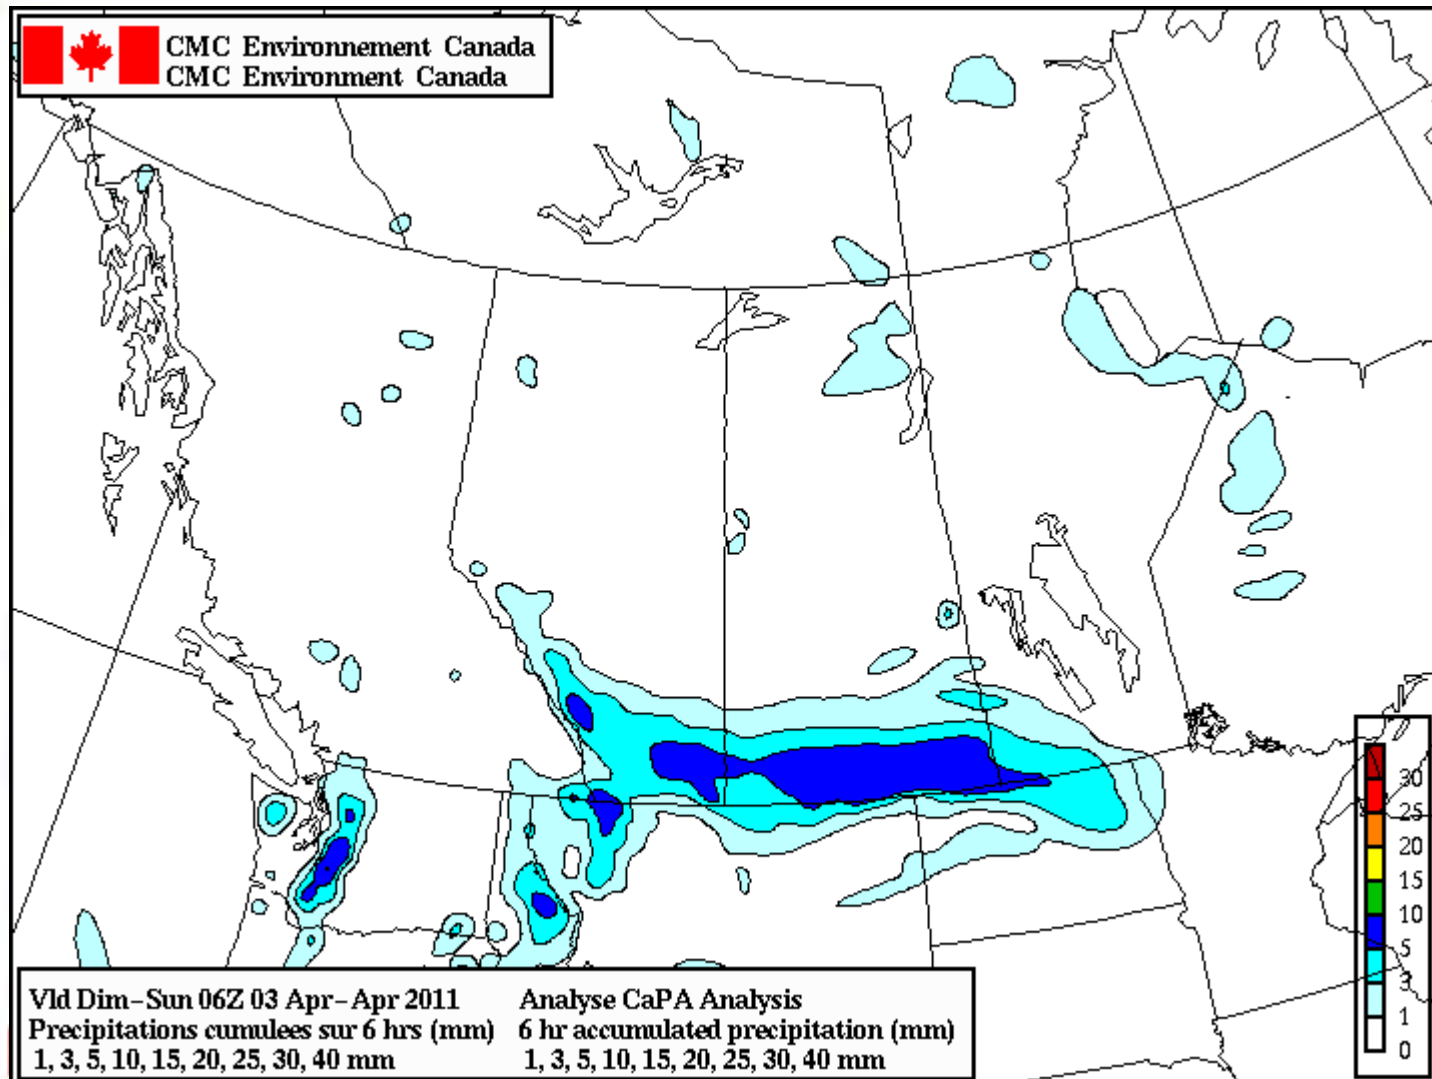 CMC Environnement Canada
CMC Environment Canada
30
25
20
15
10
5
3
1
0
Vld Dim-Sun 06Z 03 Apr-Apr 2011 Analyse CaPA Analysis
Precipitations cumulees sur 6 hrs (mm) 6 hr accumulated precipitation (mm)
1, 3, 5, 10, 15, 20, 25, 30, 40 mm 1, 3, 5, 10, 15, 20, 25, 30, 40 mm